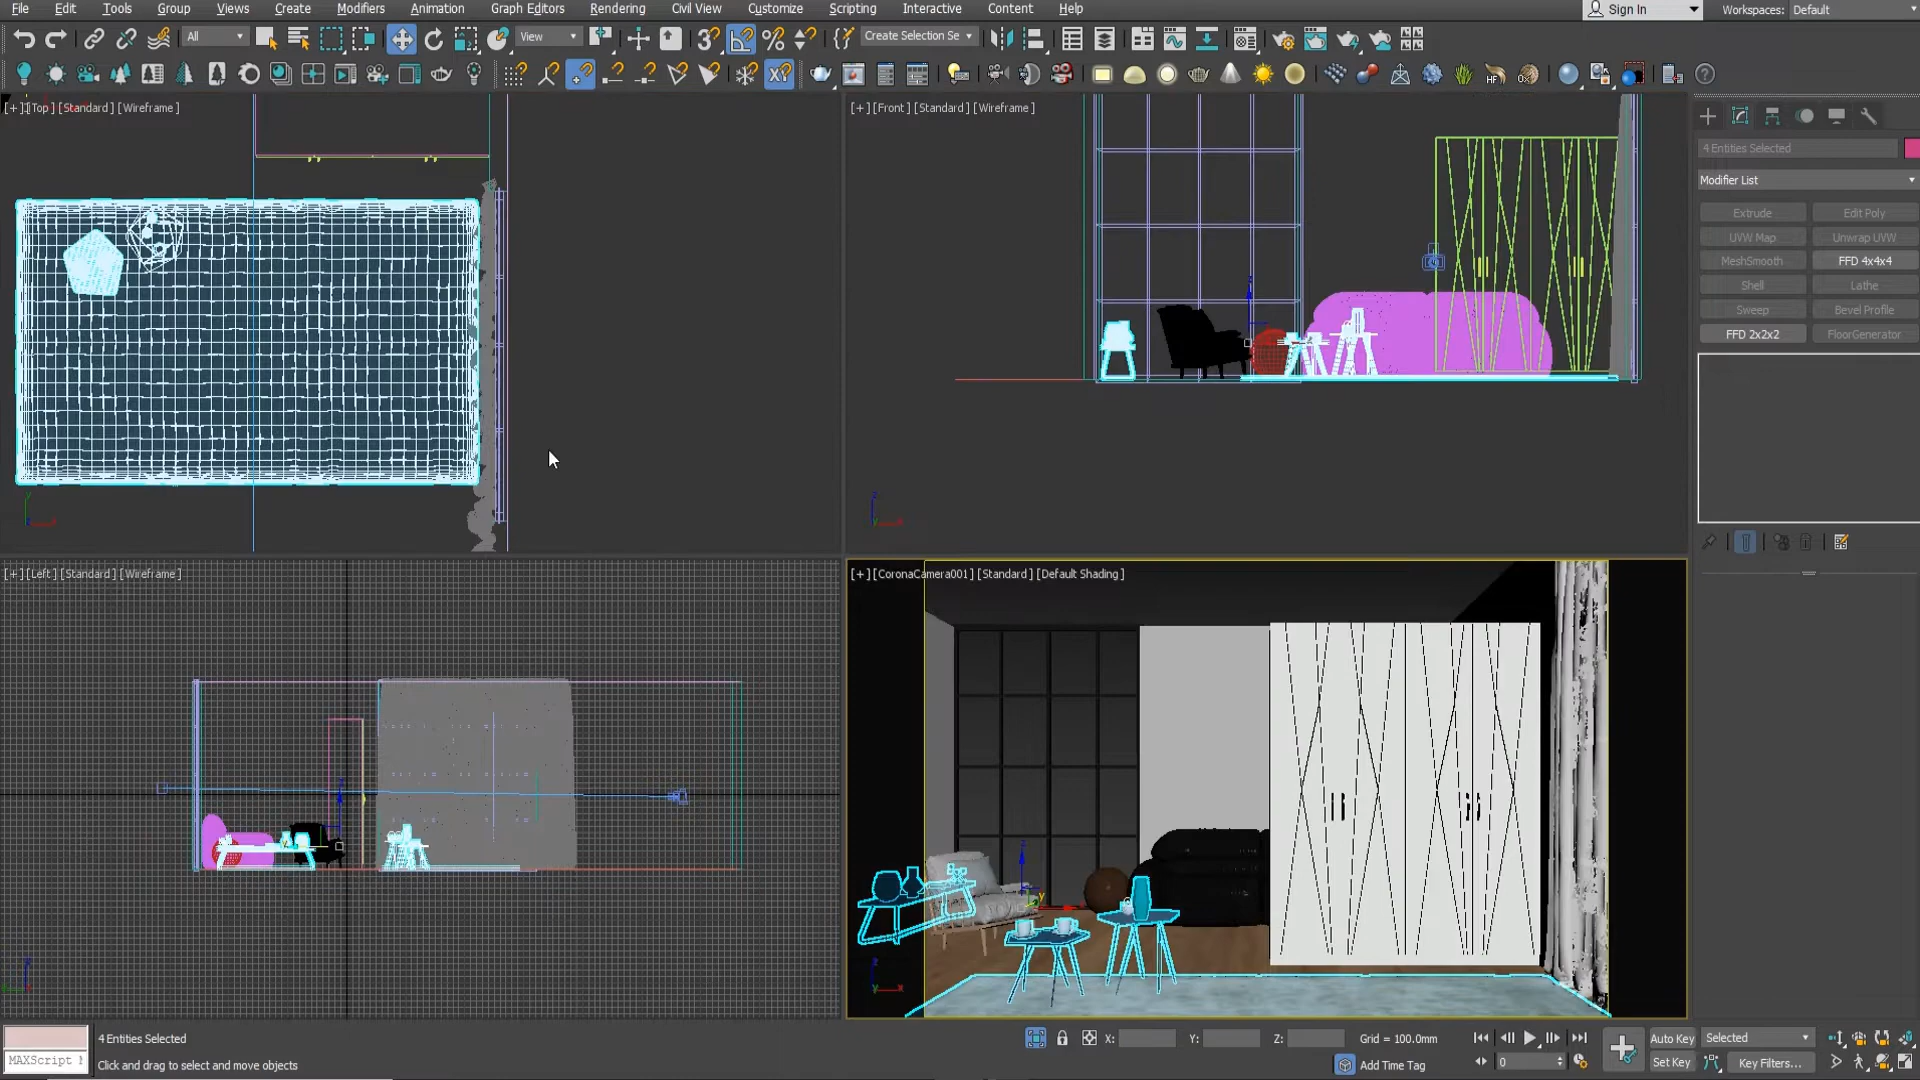 File Edit Tools Group Views Create Modifiers Animation Graph Editors Rendering Civil View Customize Scripting Interactive Content Help Sign In Workspaces: Default
All View Create Selection Se
[+] [Top] [Standard] [Wireframe]
[+] [Front] [Standard] [Wireframe]
4 Entities Selected
Modifier List
Extrude Edit Poly
UVW Map Unwrap UVW
MeshSmooth FFD 4x4x4
Shell Lathe
Sweep Bevel Profile
FFD 2x2x2 FloorGenerator
[+] [Left] [Standard] [Wireframe]
[+] [CoronaCamera001] [Standard] [Default Shading]
4 Entities Selected X: Y: Z: Grid = 100.0mm Auto Key Selected
MAXScript Click and drag to select and move objects Add Time Tag 0 Set Key Key Filters...